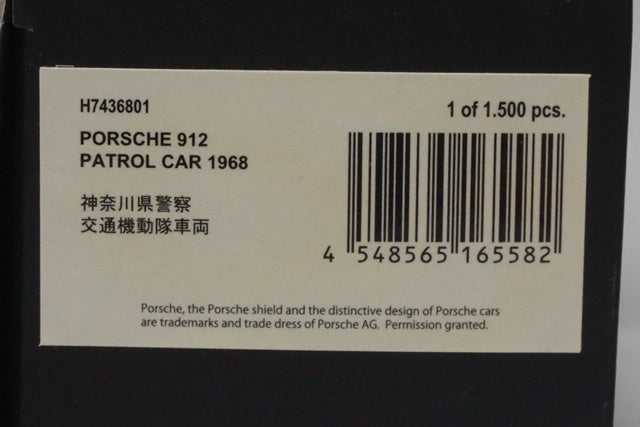 H7436801
1 of 1.500 pcs.
PORSCHE 912
PATROL CAR 1968
神奈川県警察
交通機動隊車両
4 548565 165582
Porsche, the Porsche shield and the distinctive design of Porsche cars
are trademarks and trade dress of Porsche AG. Permission granted.